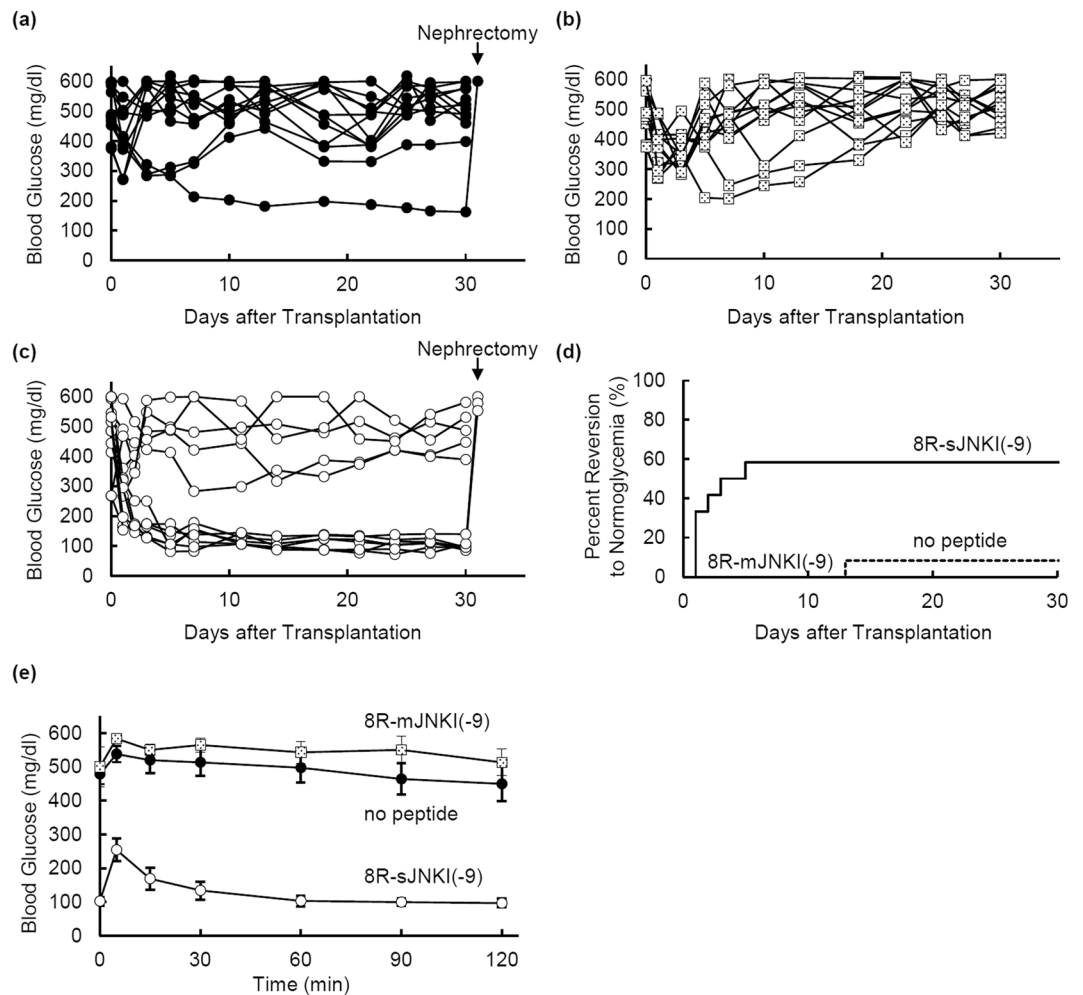 (a)
Nephrectomy
Blood Glucose (mg/dl)
600
500
400
300
200
100
0
0 10 20 30
Days after Transplantation
(b)
Blood Glucose (mg/dl)
600
500
400
300
200
100
0
0 10 20 30
Days after Transplantation
(c)
Nephrectomy
Blood Glucose (mg/dl)
600
500
400
300
200
100
0
0 10 20 30
Days after Transplantation
(d)
Percent Reversion
to Normoglycemia (%)
100
80
60
40
20
0
8R-sJNKI(-9)
no peptide
8R-mJNKI(-9)
0 10 20 30
Days after Transplantation
(e)
Blood Glucose (mg/dl)
600
500
400
300
200
100
0
8R-mJNKI(-9)
no peptide
8R-sJNKI(-9)
0 30 60 90 120
Time (min)